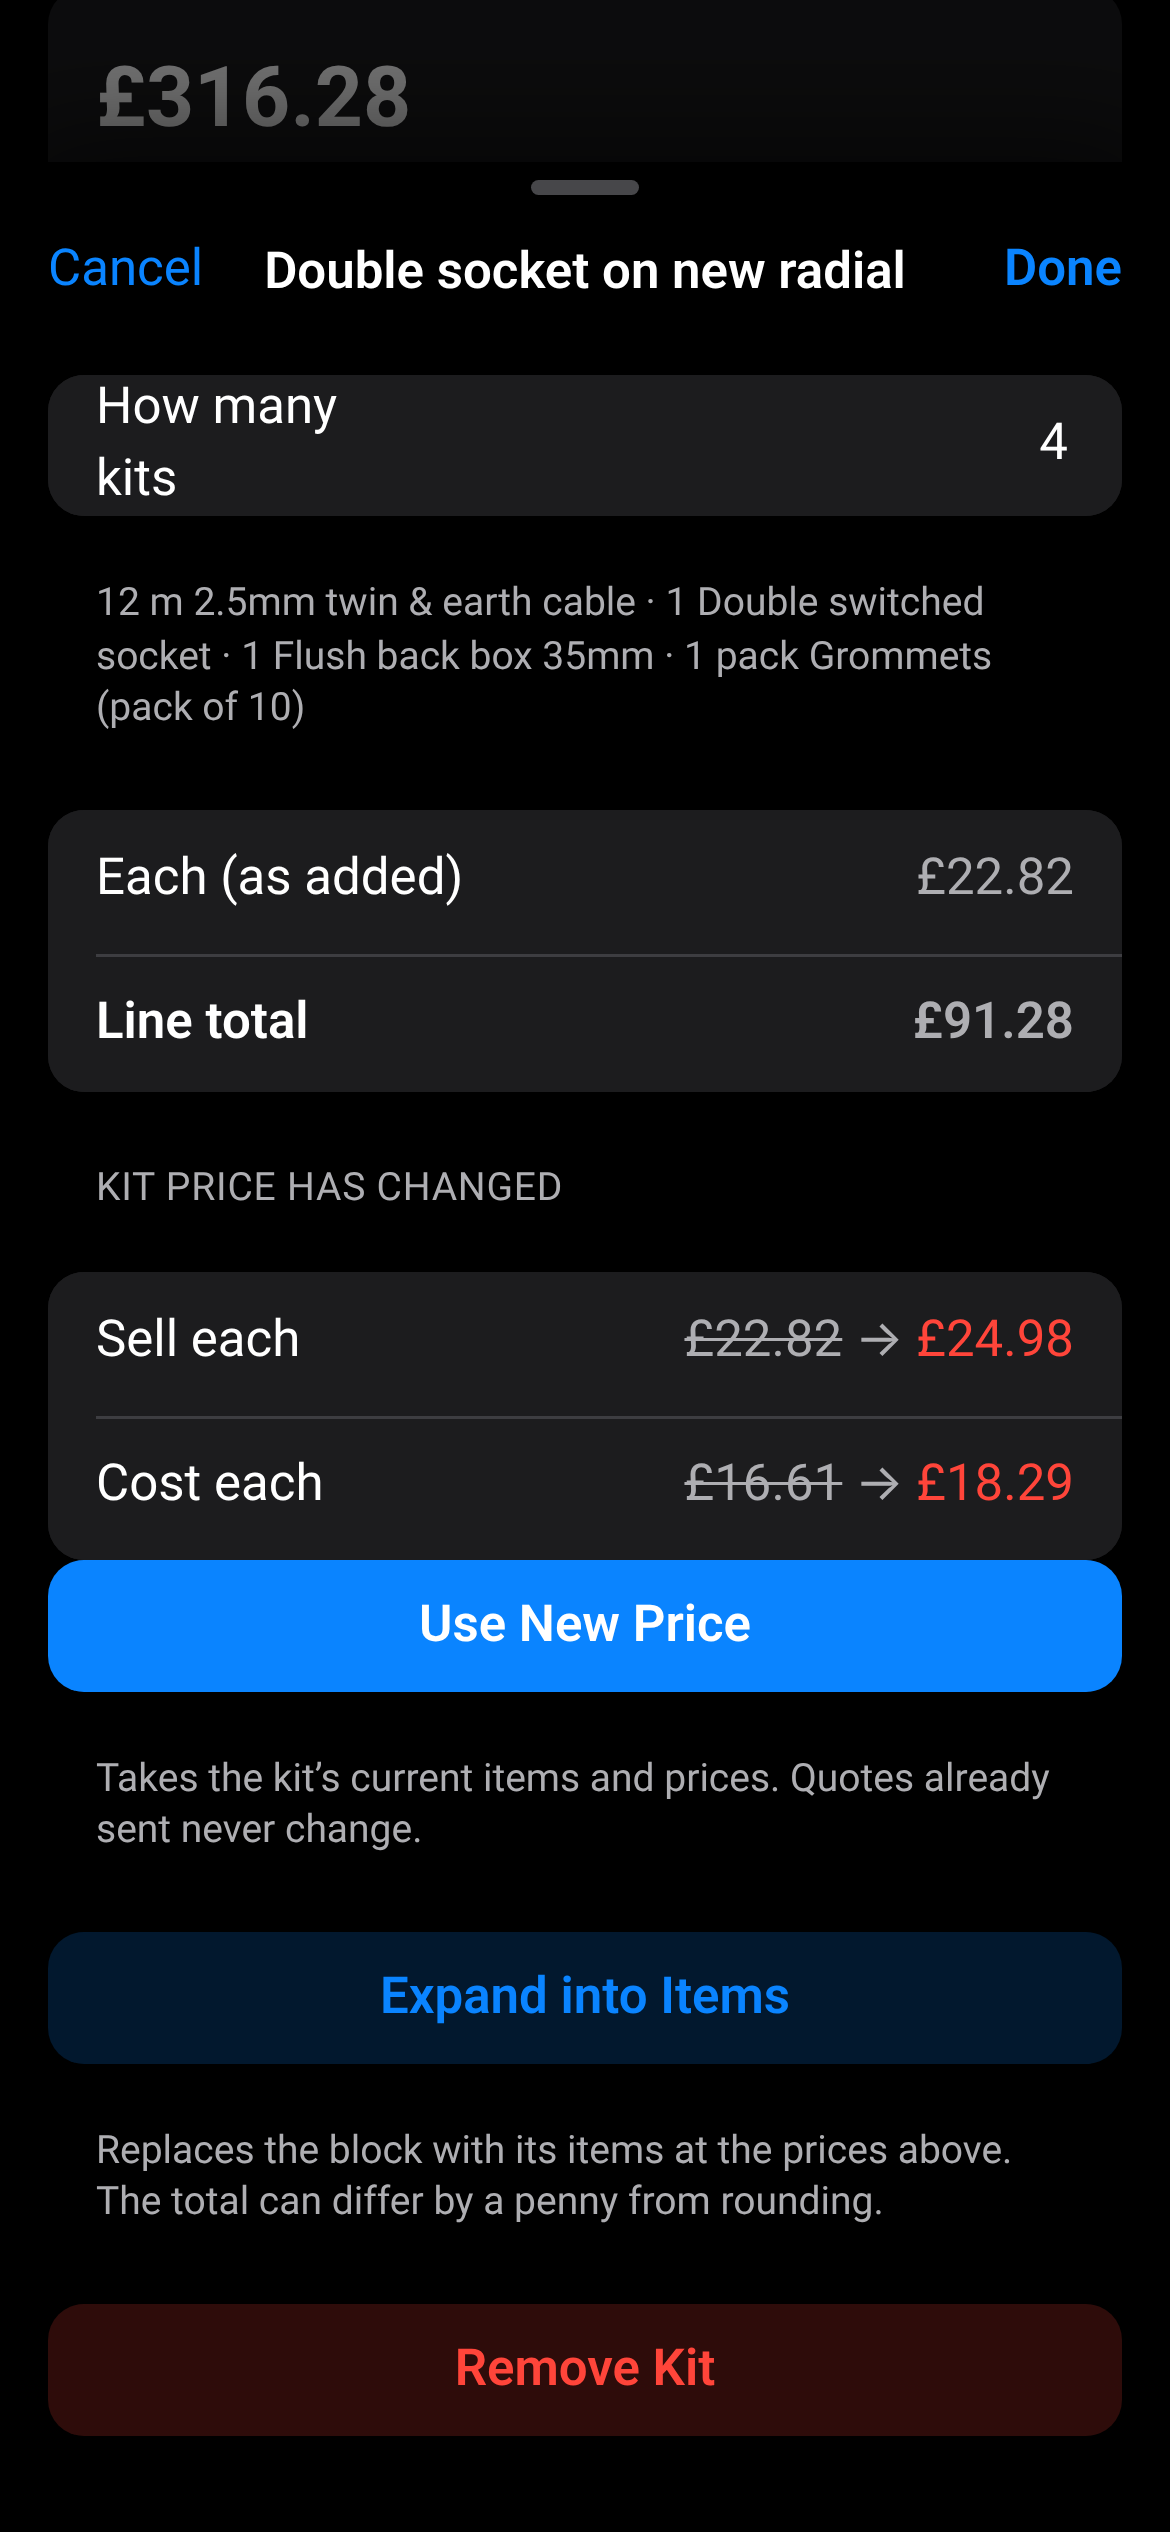 £316.28
Cancel
Double socket on new radial
Done
How many
kits
4
12 m 2.5mm twin & earth cable · 1 Double switched
socket · 1 Flush back box 35mm · 1 pack Grommets
(pack of 10)
Each (as added)
£22.82
Line total
£91.28
KIT PRICE HAS CHANGED
Sell each
£22.82 → £24.98
Cost each
£16.61 → £18.29
Use New Price
Takes the kit’s current items and prices. Quotes already
sent never change.
Expand into Items
Replaces the block with its items at the prices above.
The total can differ by a penny from rounding.
Remove Kit